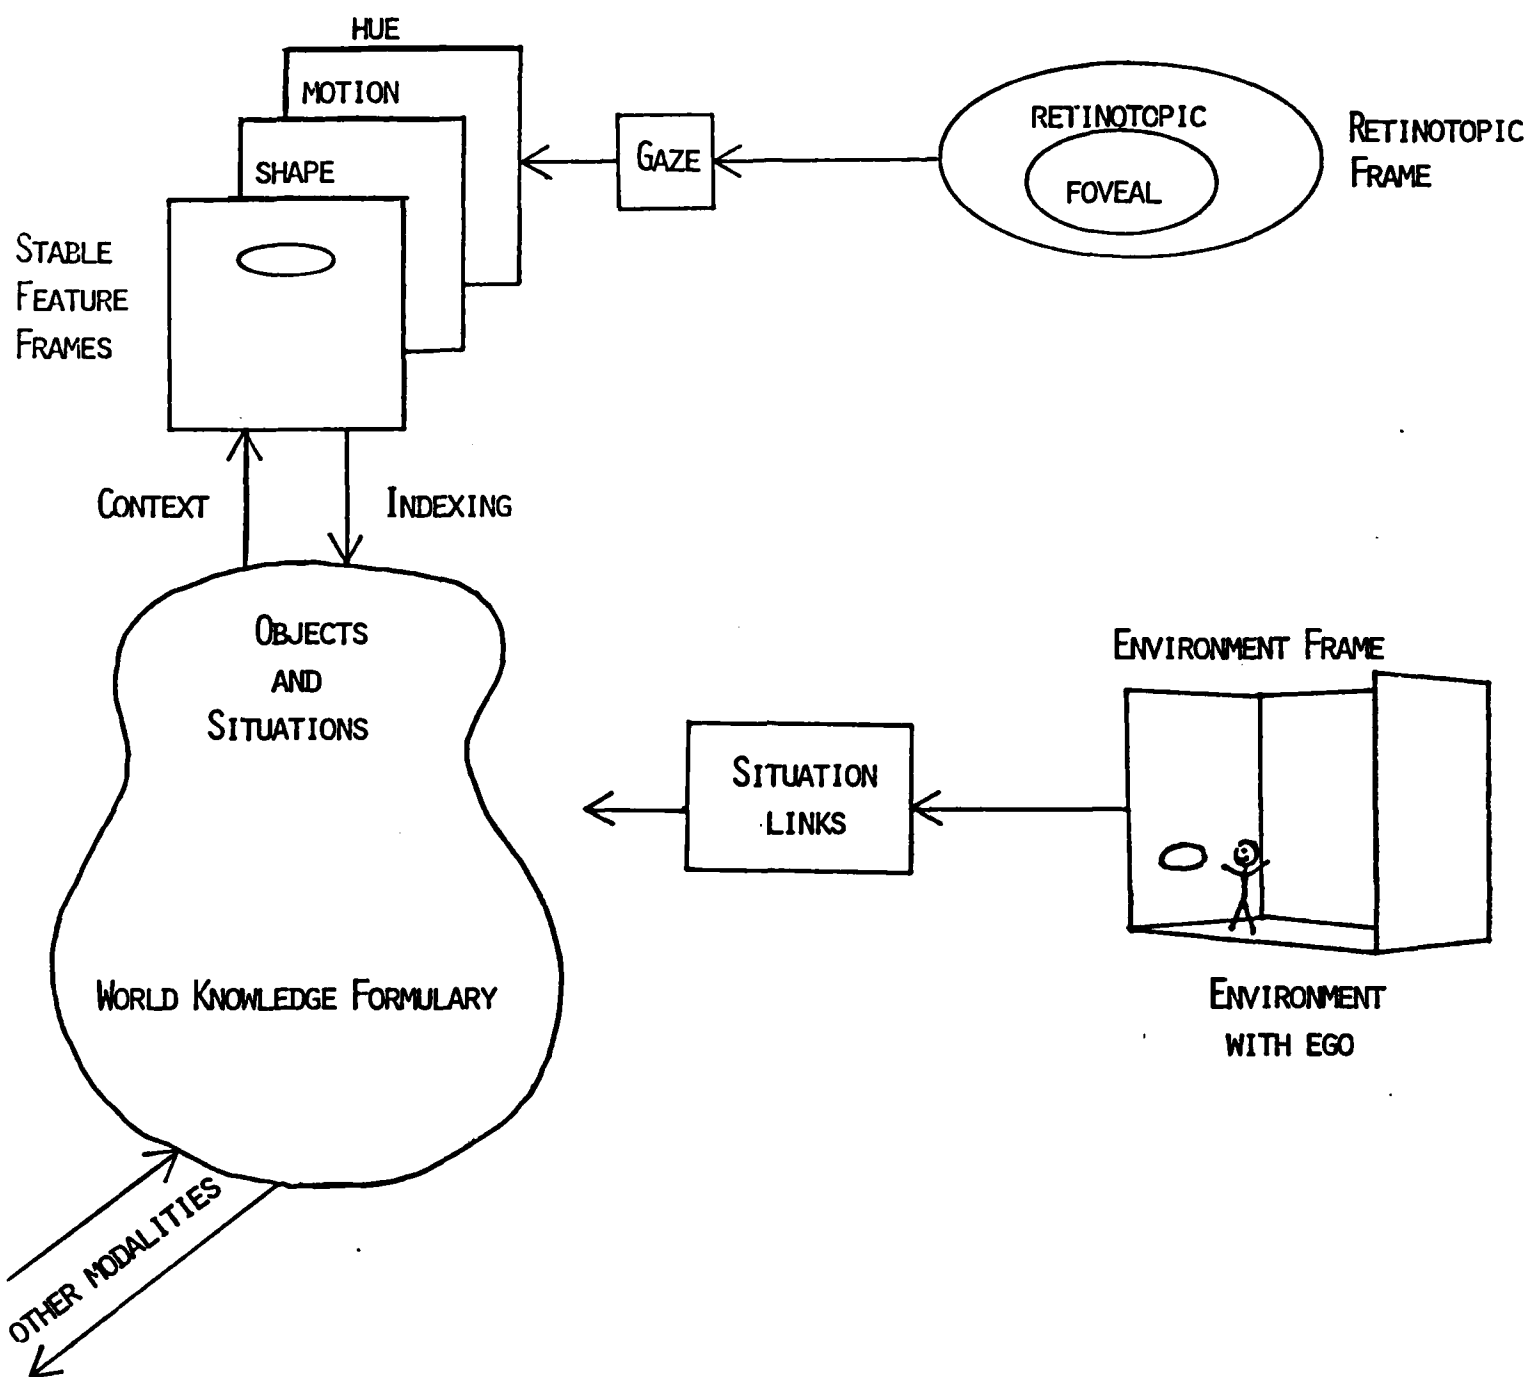 HUE
MOTION
SHAPE
STABLE
FEATURE
FRAMES
GAZE
RETINOTOPIC
FOVEAL
RETINOTOPIC
FRAME
CONTEXT
INDEXING
OBJECTS
AND
SITUATIONS
WORLD KNOWLEDGE FORMULARY
SITUATION
LINKS
ENVIRONMENT FRAME
ENVIRONMENT
WITH EGO
OTHER MODALITIES